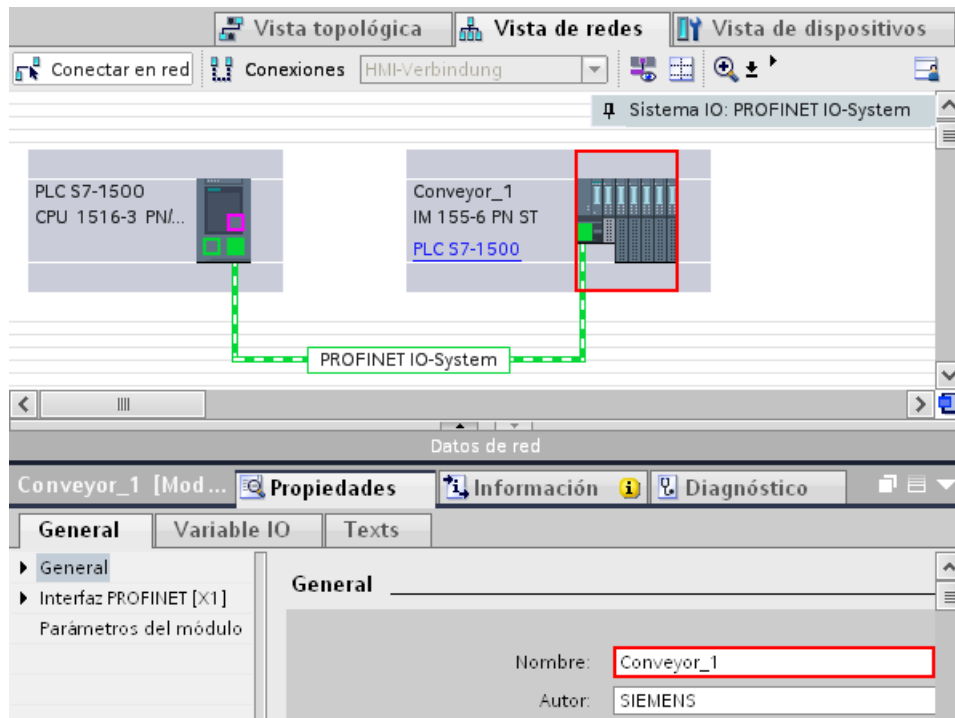 Vista topológica Vista de redes Vista de dispositivos
Conectar en red Conexiones HMI-Verbindung
Sistema IO: PROFINET IO-System
PLC S7-1500
CPU 1516-3 PN/...
Conveyor_1
IM 155-6 PN ST
PLC S7-1500
PROFINET IO-System
Datos de red
Conveyor_1 [Mod... Propiedades Información Diagnóstico
General Variable IO Texts
General
Interfaz PROFINET [X1]
Parámetros del módulo
General
Nombre: Conveyor_1
Autor: SIEMENS